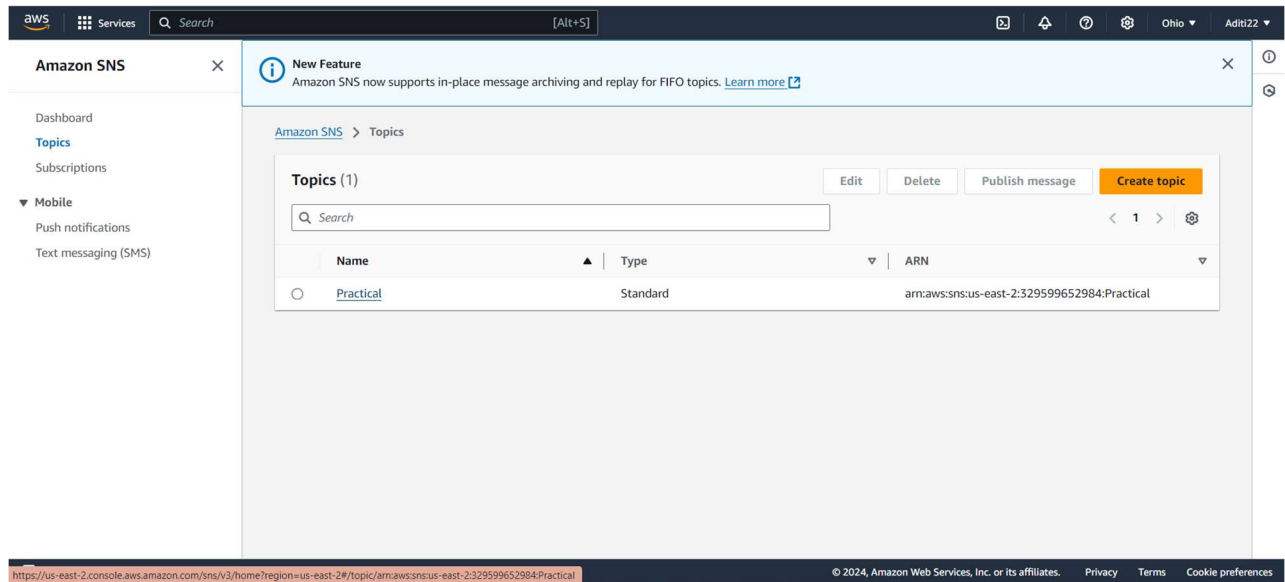 aws Services Search [Alt+S] Ohio Aditi22
Amazon SNS
Dashboard
Topics
Subscriptions
Mobile
Push notifications
Text messaging (SMS)
New Feature
Amazon SNS now supports in-place message archiving and replay for FIFO topics. Learn more
Amazon SNS > Topics
Topics (1) Edit Delete Publish message Create topic
Search < 1 >
Name Type ARN
Practical Standard arn:aws:sns:us-east-2:329599652984:Practical
https://us-east-2.console.aws.amazon.com/sns/v3/home?region=us-east-2#/topic/arn:aws:sns:us-east-2:329599652984:Practical © 2024, Amazon Web Services, Inc. or its affiliates. Privacy Terms Cookie preferences